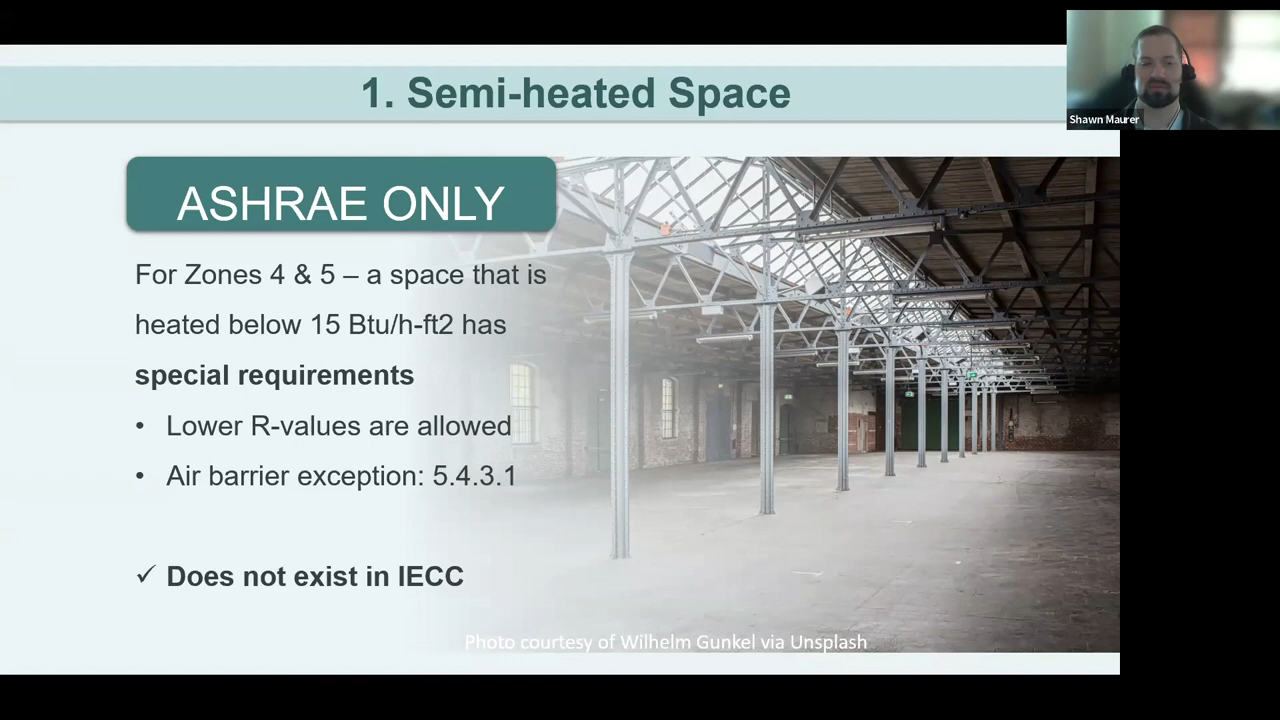 1. Semi-heated Space
Shawn Maurer
ASHRAE ONLY
For Zones 4 & 5 – a space that is
heated below 15 Btu/h-ft2 has
special requirements
• Lower R-values are allowed
• Air barrier exception: 5.4.3.1
✓ Does not exist in IECC
Photo courtesy of Wilhelm Gunkel via Unsplash